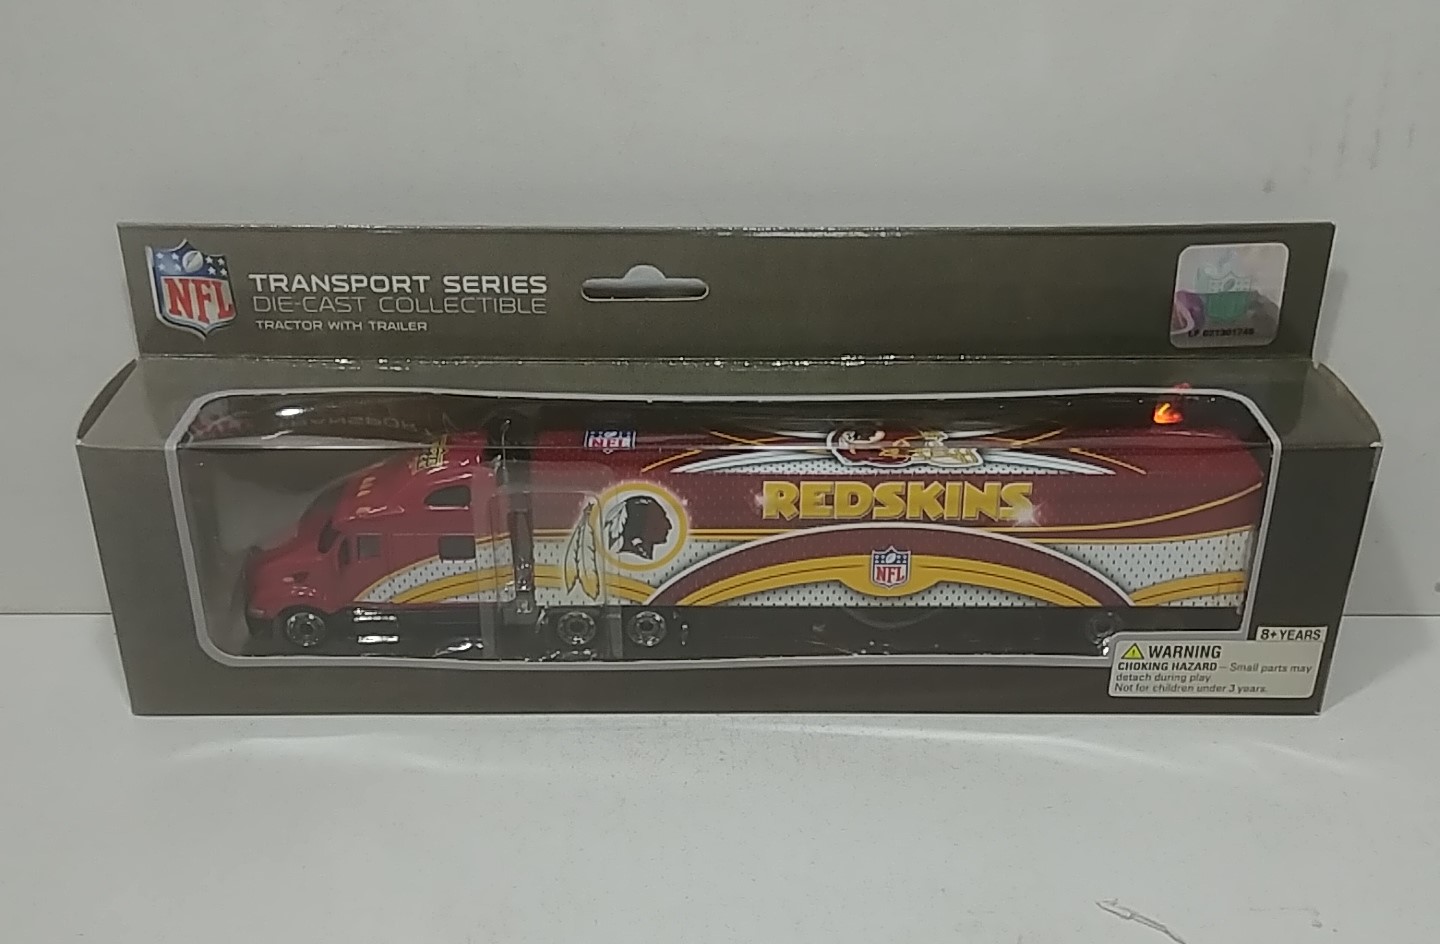 NFL
TRANSPORT SERIES
DIE-CAST COLLECTIBLE
TRACTOR WITH TRAILER
NFL
REDSKINS
NFL
8+ YEARS
WARNING
CHOKING HAZARD – Small parts may
detach during play.
Not for children under 3 years.